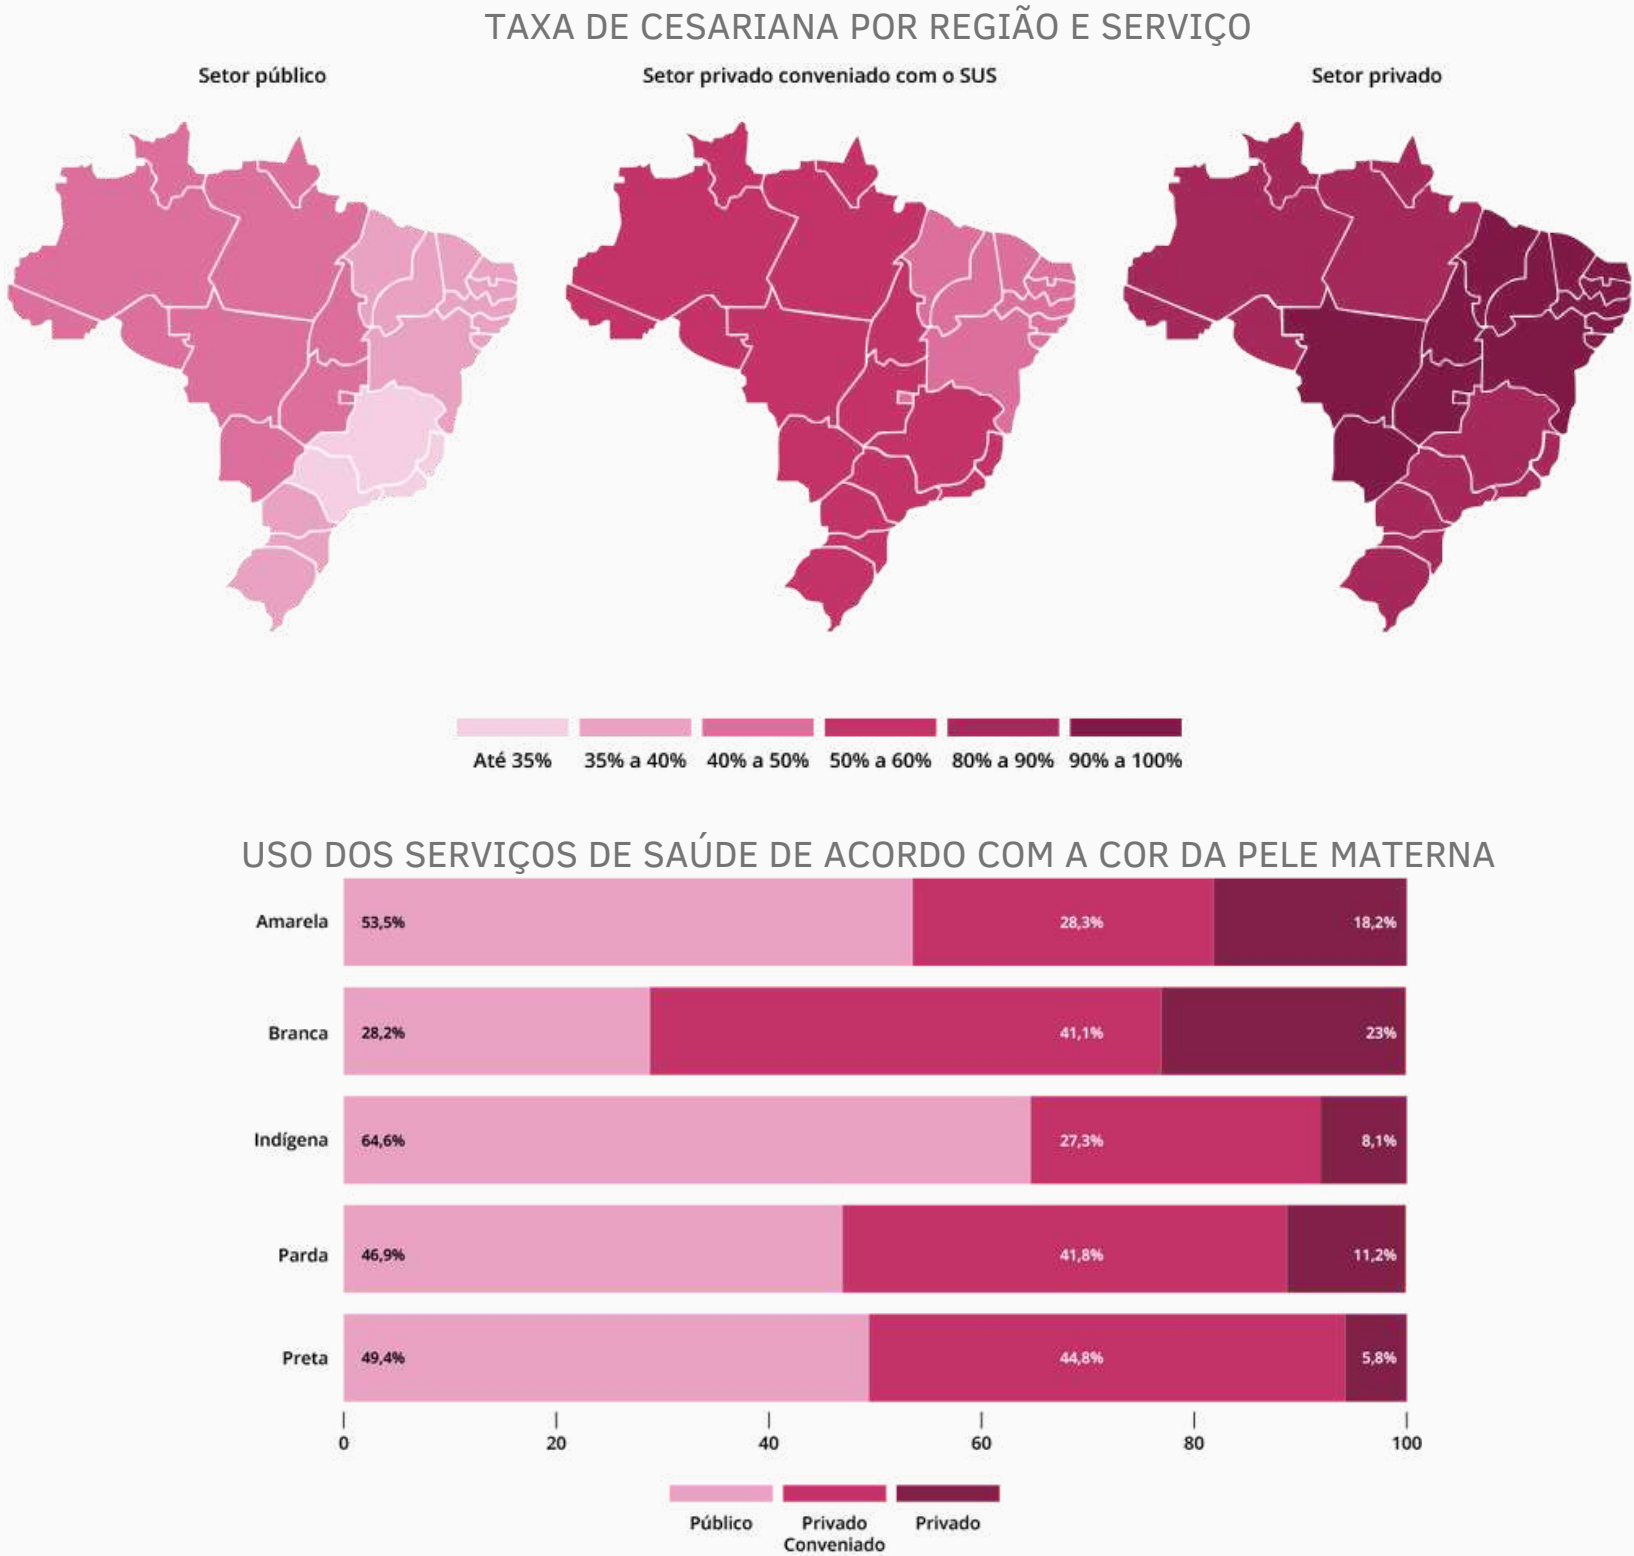 TAXA DE CESARIANA POR REGIÃO E SERVIÇO
Setor público
Setor privado conveniado com o SUS
Setor privado
Até 35%
35% a 40%
40% a 50%
50% a 60%
80% a 90%
90% a 100%
USO DOS SERVIÇOS DE SAÚDE DE ACORDO COM A COR DA PELE MATERNA
Amarela 53,5% 28,3% 18,2%
Branca 28,2% 41,1% 23%
Indígena 64,6% 27,3% 8,1%
Parda 46,9% 41,8% 11,2%
Preta 49,4% 44,8% 5,8%
0 20 40 60 80 100
Público
Privado
Conveniado
Privado